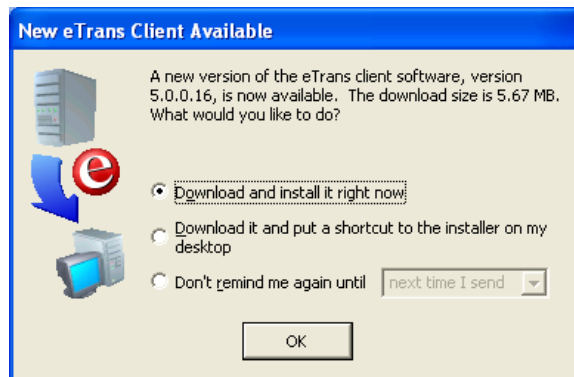 New eTrans Client Available
A new version of the eTrans client software, version
5.0.0.16, is now available. The download size is 5.67 MB.
What would you like to do?
e
Download and install it right now
Download it and put a shortcut to the installer on my
desktop
Don't remind me again until next time I send
OK